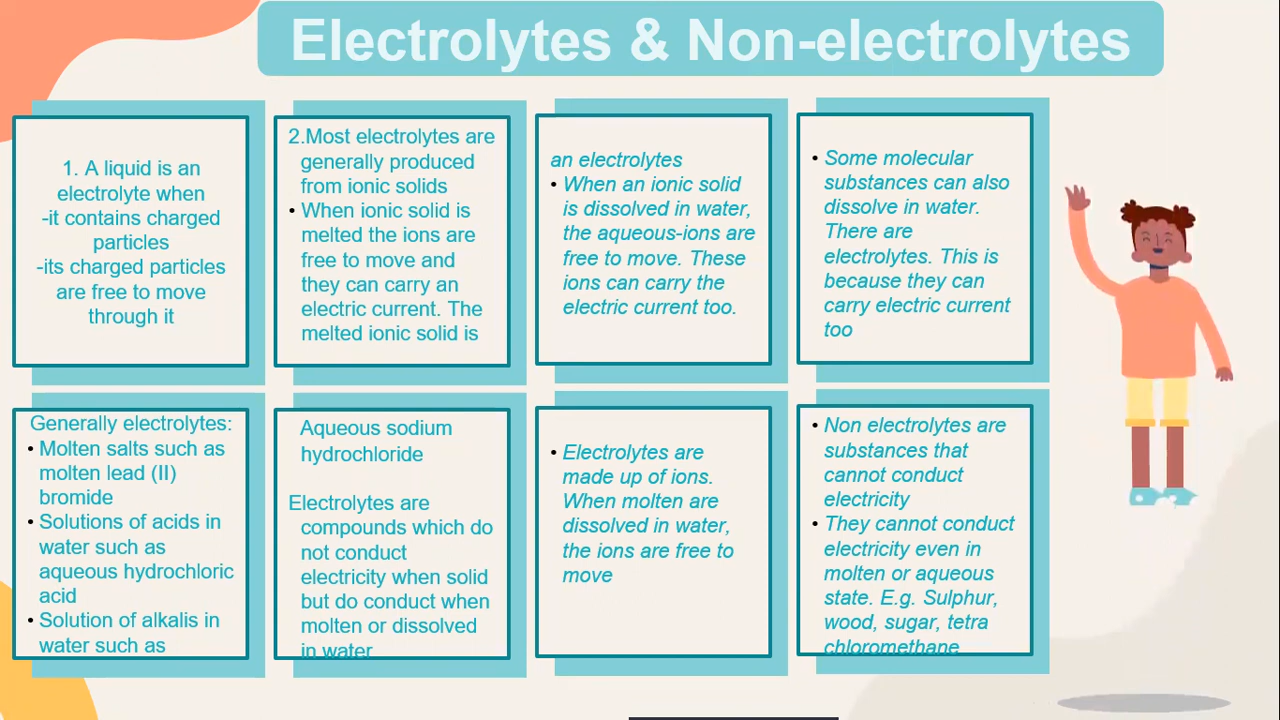 Electrolytes & Non-electrolytes
1. A liquid is an
electrolyte when
-it contains charged
particles
-its charged particles
are free to move
through it
2.Most electrolytes are
generally produced
from ionic solids
• When ionic solid is
melted the ions are
free to move and
they can carry an
electric current. The
melted ionic solid is
an electrolytes
• When an ionic solid
is dissolved in water,
the aqueous-ions are
free to move. These
ions can carry the
electric current too.
• Some molecular
substances can also
dissolve in water.
There are
electrolytes. This is
because they can
carry electric current
too
Generally electrolytes:
• Molten salts such as
molten lead (II)
bromide
• Solutions of acids in
water such as
aqueous hydrochloric
acid
• Solution of alkalis in
water such as
Aqueous sodium
hydrochloride
Electrolytes are
compounds which do
not conduct
electricity when solid
but do conduct when
molten or dissolved
in water
• Electrolytes are
made up of ions.
When molten are
dissolved in water,
the ions are free to
move
• Non electrolytes are
substances that
cannot conduct
electricity
• They cannot conduct
electricity even in
molten or aqueous
state. E.g. Sulphur,
wood, sugar, tetra
chloromethane